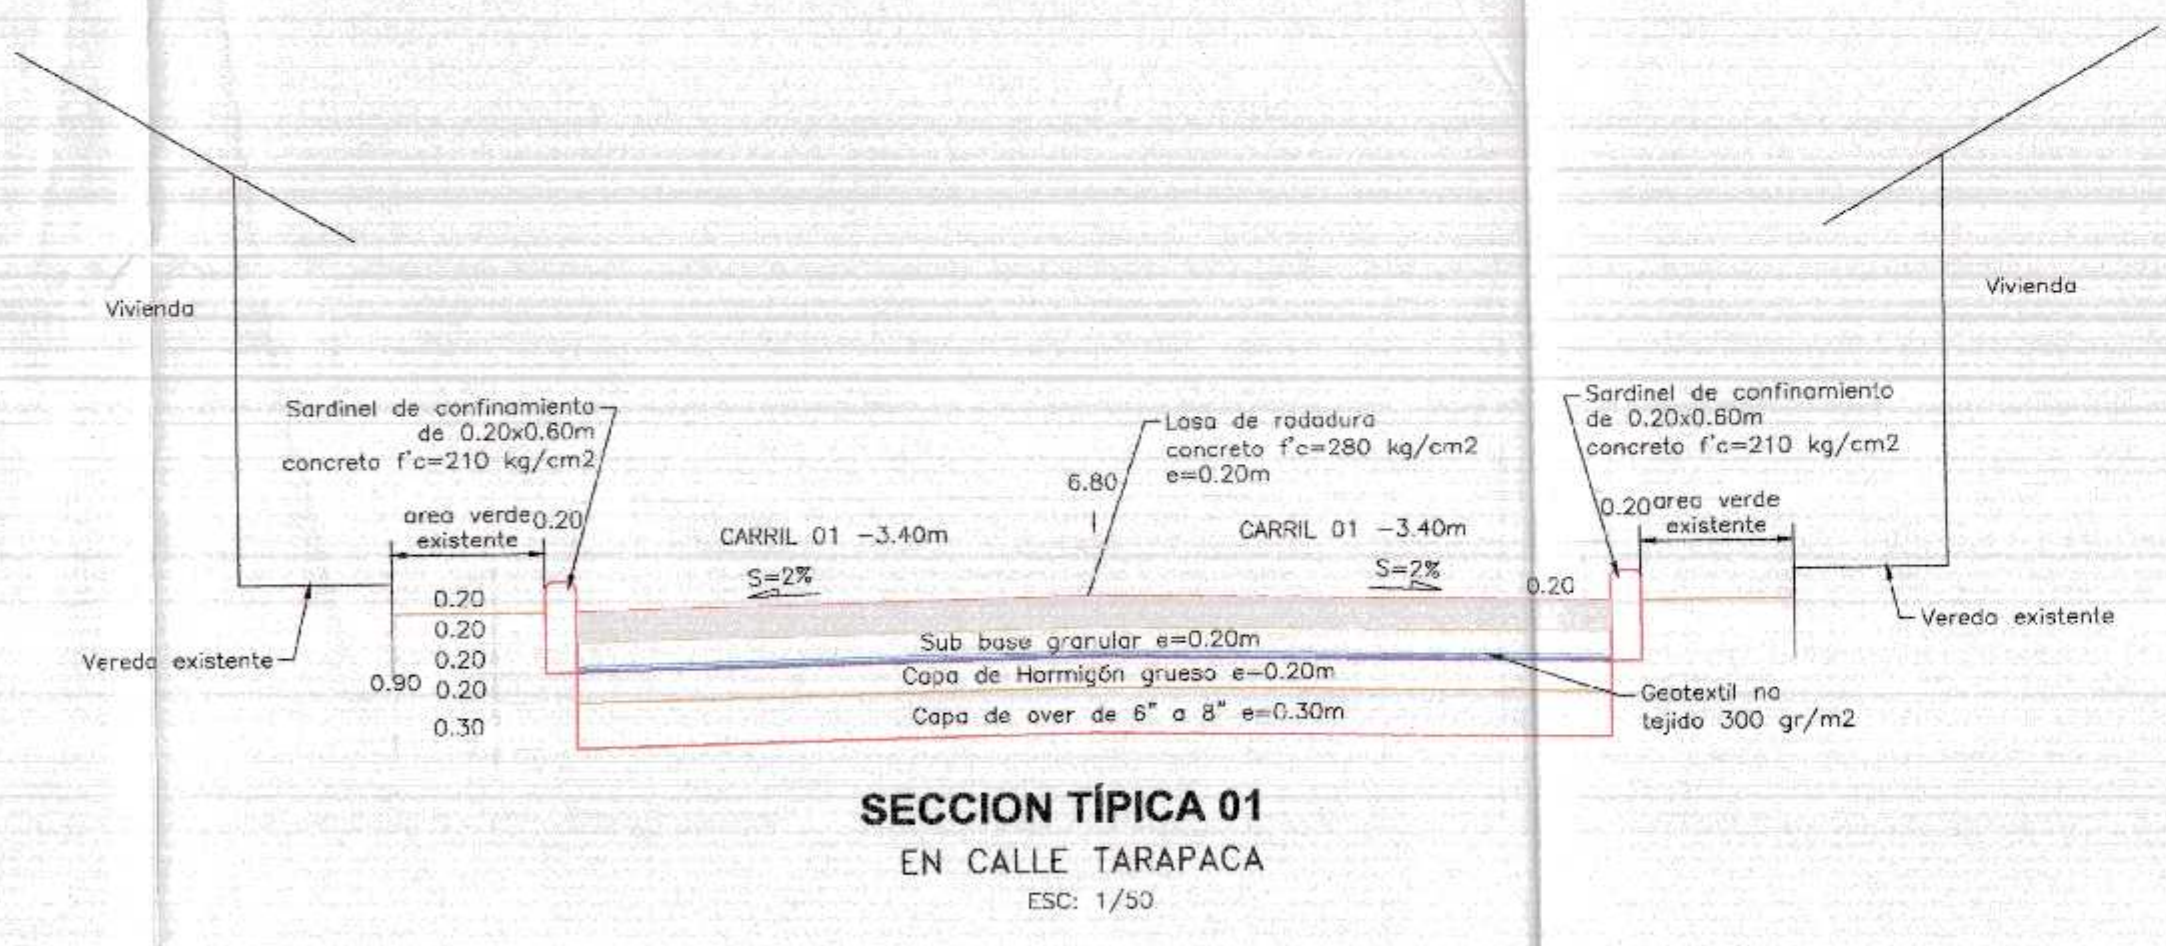 Vivienda
Vivienda
Sardinel de confinamiento
de 0.20x0.60m
concreto f'c=210 kg/cm2
Losa de rodadura
concreto f'c=280 kg/cm2
e=0.20m
6.80
Sardinel de confinamiento
de 0.20x0.60m
concreto f'c=210 kg/cm2
area verde
existente
0.20
CARRIL 01 -3.40m
CARRIL 01 -3.40m
0.20
area verde
existente
S=2%
S=2%
0.20
0.20
0.20
0.20
0.20
0.30
0.90
Vereda existente
Vereda existente
Sub base granular e=0.20m
Capa de Hormigón grueso e=0.20m
Capa de over de 6" a 8" e=0.30m
Geotextil no
tejido 300 gr/m2
SECCION TÍPICA 01
EN CALLE TARAPACA
ESC: 1/50